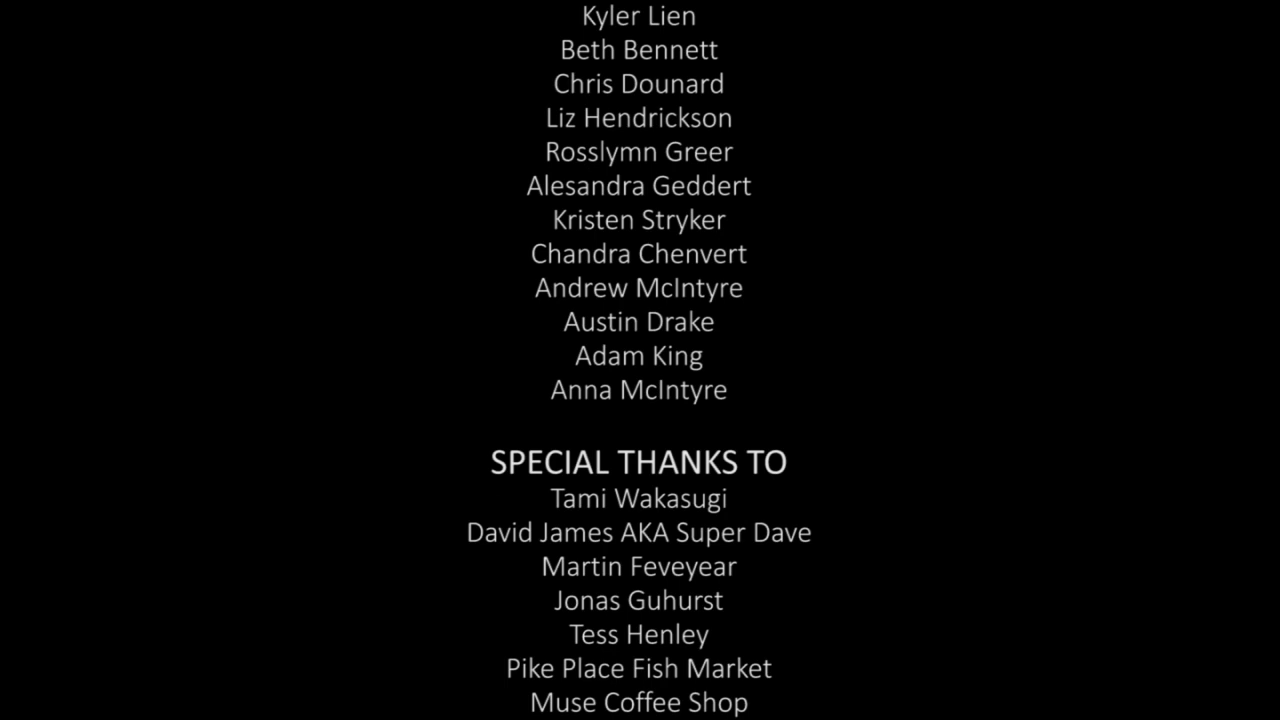 Kyler Lien
Beth Bennett
Chris Dounard
Liz Hendrickson
Rosslymn Greer
Alesandra Geddert
Kristen Stryker
Chandra Chenvert
Andrew McIntyre
Austin Drake
Adam King
Anna McIntyre
SPECIAL THANKS TO
Tami Wakasugi
David James AKA Super Dave
Martin Feveyear
Jonas Guhurst
Tess Henley
Pike Place Fish Market
Muse Coffee Shop